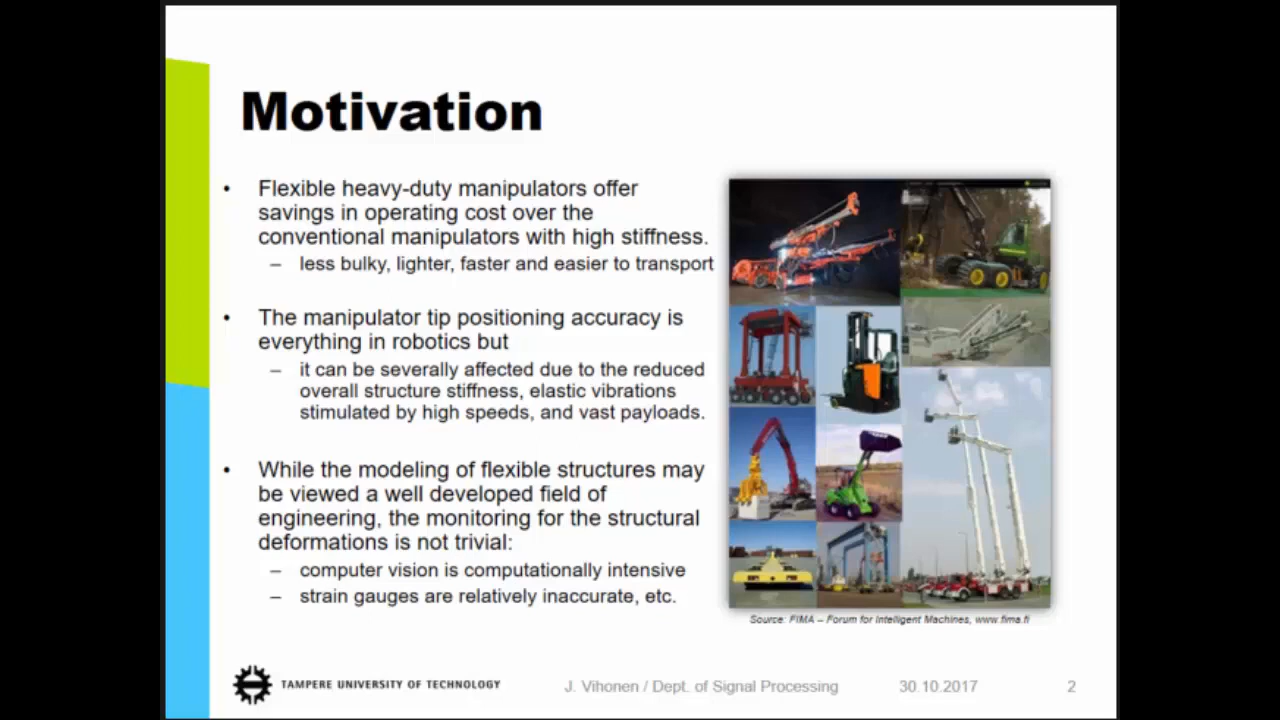 Motivation
• Flexible heavy-duty manipulators offer
savings in operating cost over the
conventional manipulators with high stiffness.
– less bulky, lighter, faster and easier to transport
• The manipulator tip positioning accuracy is
everything in robotics but
– it can be severally affected due to the reduced
overall structure stiffness, elastic vibrations
stimulated by high speeds, and vast payloads.
• While the modeling of flexible structures may
be viewed a well developed field of
engineering, the monitoring for the structural
deformations is not trivial:
– computer vision is computationally intensive
– strain gauges are relatively inaccurate, etc.
Source: FIMA – Forum for Intelligent Machines, www.fima.fi
TAMPERE UNIVERSITY OF TECHNOLOGY
J. Vihonen / Dept. of Signal Processing
30.10.2017
2